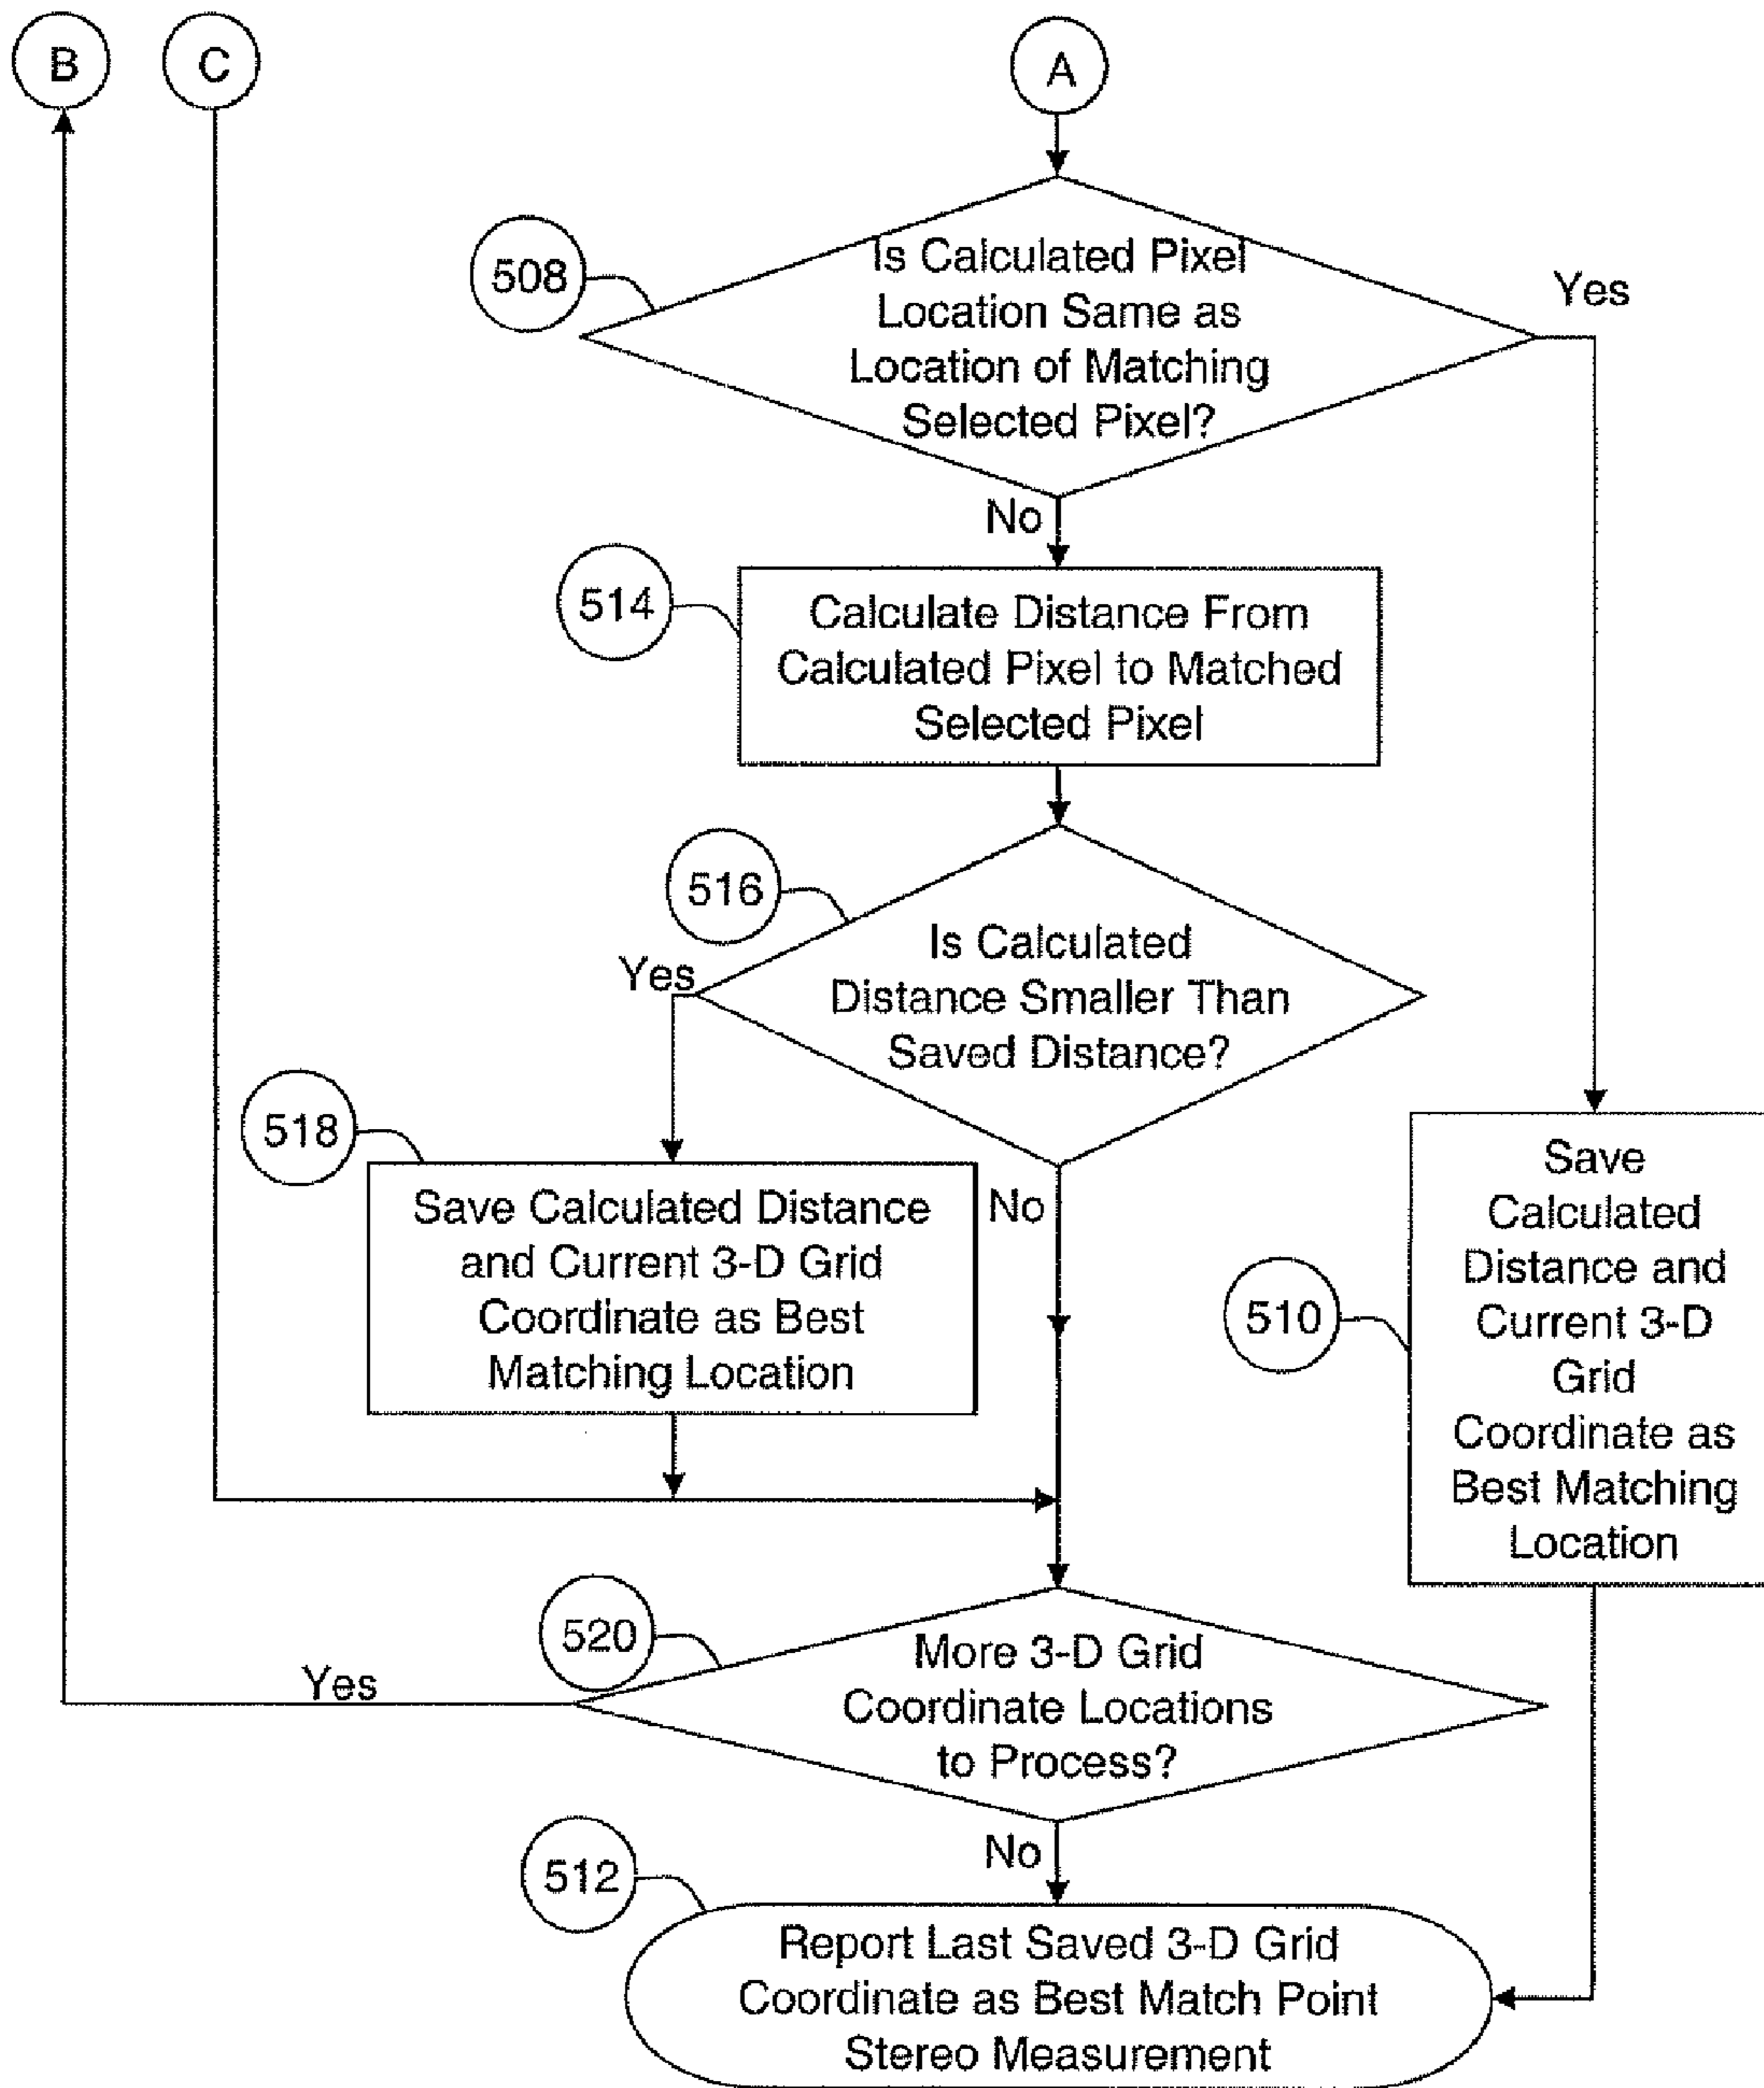 B
C
A
508
Is Calculated Pixel
Location Same as
Location of Matching
Selected Pixel?
Yes
No
514
Calculate Distance From
Calculated Pixel to Matched
Selected Pixel
516
Is Calculated
Distance Smaller Than
Saved Distance?
Yes
No
518
Save Calculated Distance
and Current 3-D Grid
Coordinate as Best
Matching Location
510
Save
Calculated
Distance and
Current 3-D
Grid
Coordinate as
Best Matching
Location
520
More 3-D Grid
Coordinate Locations
to Process?
Yes
No
512
Report Last Saved 3-D Grid
Coordinate as Best Match Point
Stereo Measurement